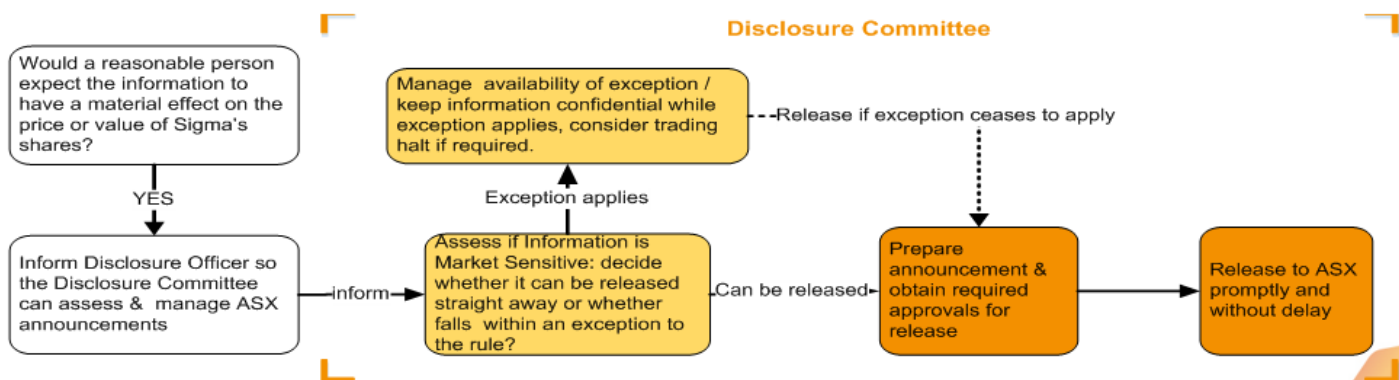 Disclosure Committee
Would a reasonable person
expect the information to
have a material effect on the
price or value of Sigma's
shares?
YES
Inform Disclosure Officer so
the Disclosure Committee
can assess & manage ASX
announcements
inform
Manage availability of exception /
keep information confidential while
exception applies, consider trading
halt if required.
Exception applies
Assess if Information is
Market Sensitive: decide
whether it can be released
straight away or whether
falls within an exception to
the rule?
Release if exception ceases to apply
Can be released
Prepare
announcement &
obtain required
approvals for
release
Release to ASX
promptly and
without delay